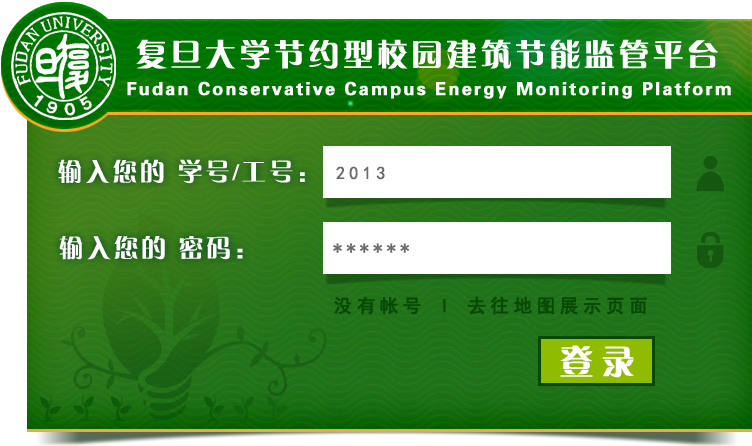 FUDAN UNIVERSITY
1905
复旦大学节约型校园建筑节能监管平台
Fudan Conservative Campus Energy Monitoring Platform
输入您的 学号/工号：
2013
输入您的 密码：
******
没有帐号 | 去往地图展示页面
登录